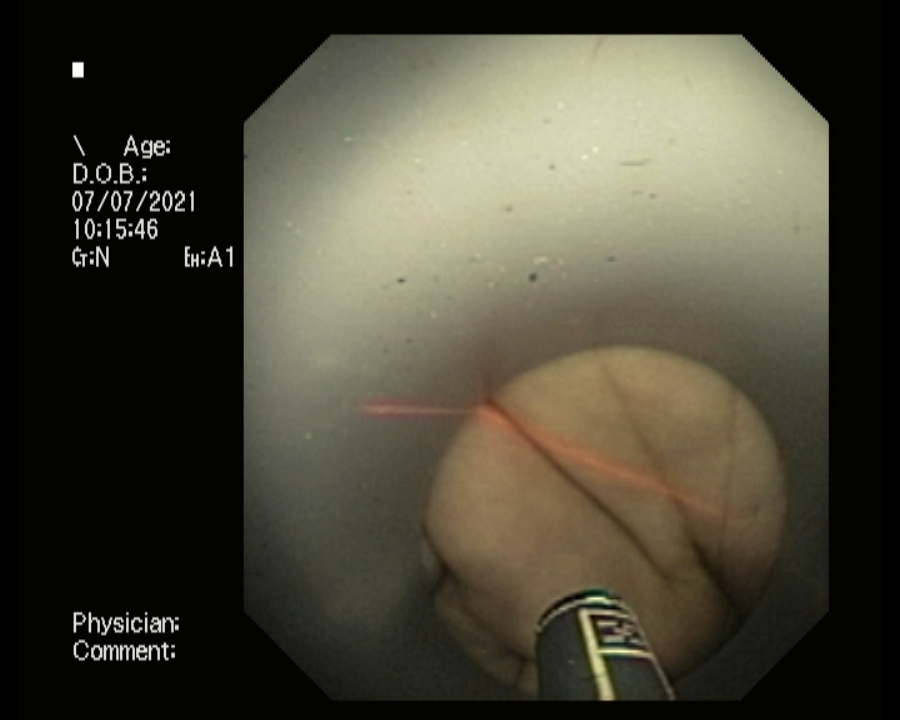 \ Age:
D.O.B.:
07/07/2021
10:15:46
Cr:N EH:A1
Physician:
Comment: